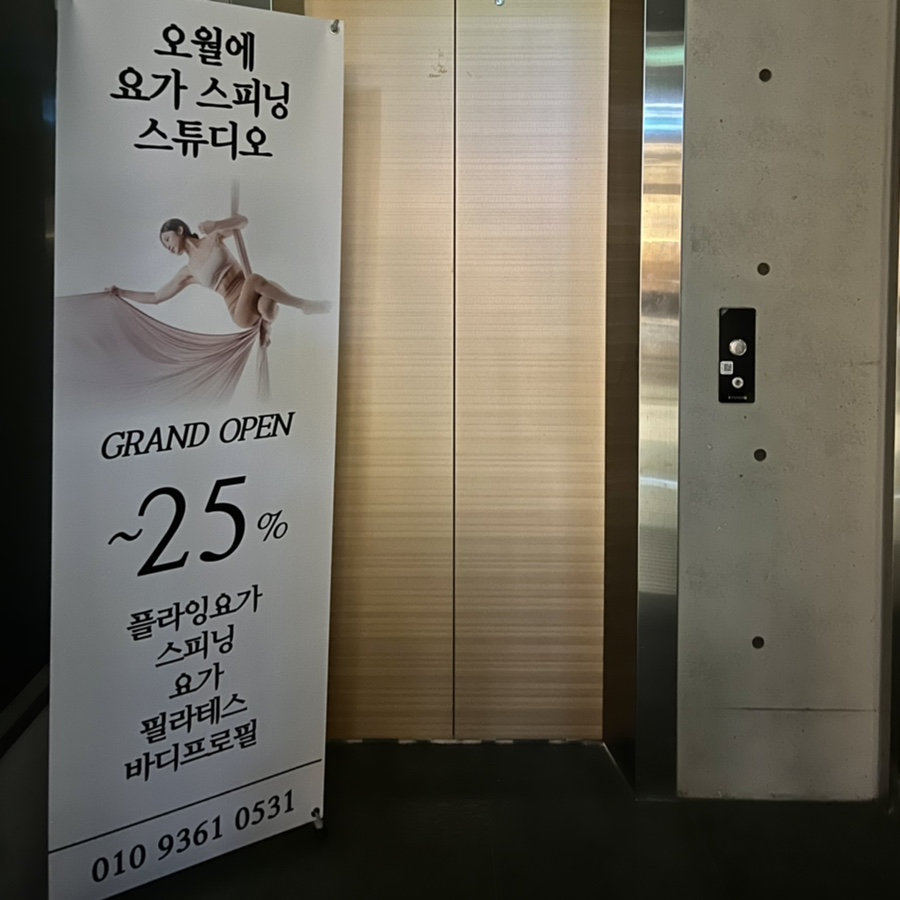 오월에
요가 스피닝
스튜디오
GRAND OPEN
~25%
플라잉요가
스피닝
요가
필라테스
바디프로필
010 9361 0531